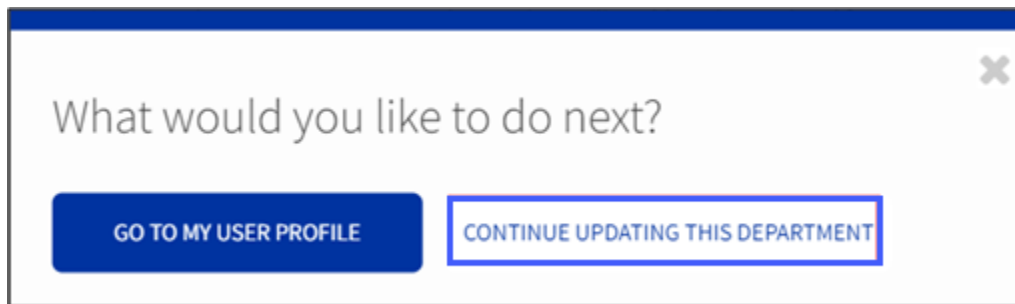 What would you like to do next?
GO TO MY USER PROFILE
CONTINUE UPDATING THIS DEPARTMENT